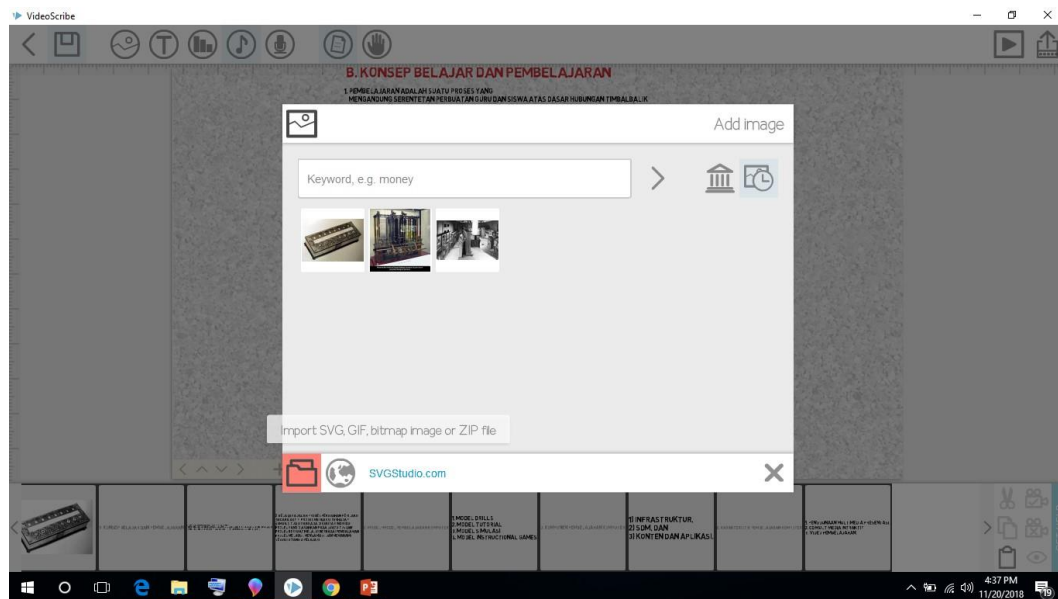 VideoScribe
B. KONSEP BELAJAR DAN PEMBELAJARAN
1. PEMBELAJARAN ADALAH SUATU PROSES YANG
MENGANDUNG SERENTETAN PERBUATAN GURU DAN SISWA ATAS DASAR HUBUNGAN TIMBAL BALIK
Add image
Keyword, e.g. money
Import SVG, GIF, bitmap image or ZIP file
SVGStudio.com
1. MODEL DRILLS
2. MODEL TUTORIAL
3. MODEL SIMULASI
4. MODEL INSTRUCTIONAL GAMES
1) INFRASTRUKTUR,
2) SDM, DAN
3) KONTEN DAN APLIKASI.
4:37 PM
11/20/2018
19